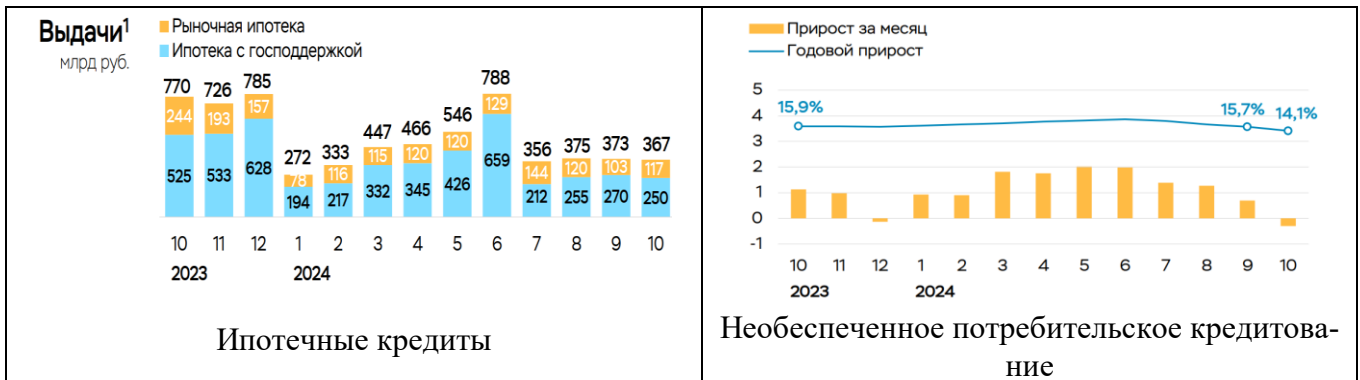 Выдачи1
млрд руб.
Рыночная ипотека
Ипотека с господдержкой
770 726 785 272 333 447 466 546 788 356 375 373 367
244 193 157 78 116 115 120 120 129 144 120 103 117
525 533 628 194 217 332 345 426 659 212 255 270 250
10 11 12 1 2 3 4 5 6 7 8 9 10
2023 2024
Ипотечные кредиты
Прирост за месяц
Годовой прирост
5
4
3
2
1
0
-1
15,9% 15,7% 14,1%
10 11 12 1 2 3 4 5 6 7 8 9 10
2023 2024
Необеспеченное потребительское кредитова-
ние